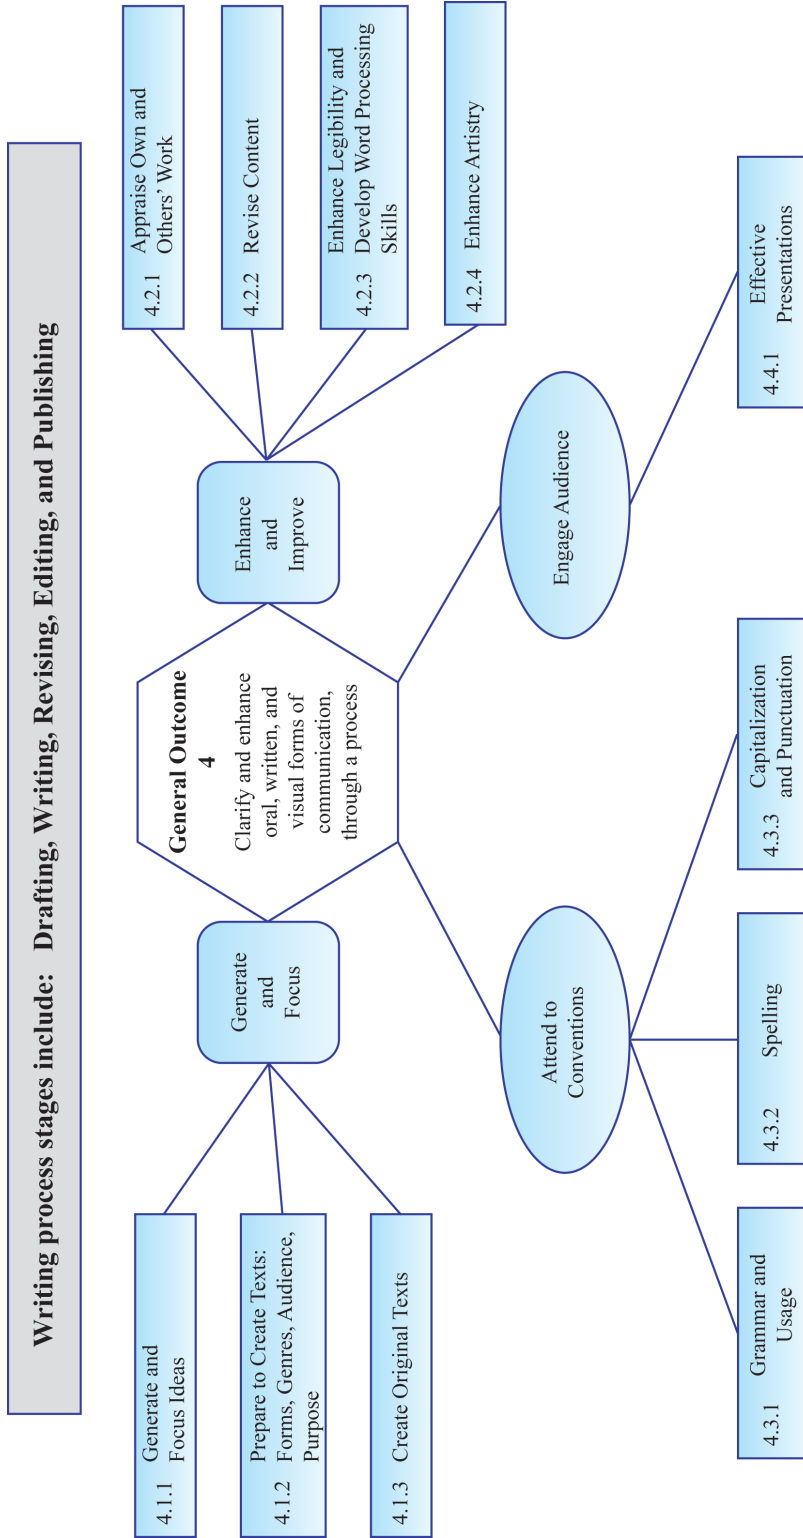 Writing process stages include: Drafting, Writing, Revising, Editing, and Publishing
4.1.1 Generate and
Focus Ideas
4.1.2 Prepare to Create Texts:
Forms, Genres, Audience,
Purpose
4.1.3 Create Original Texts
Generate
and
Focus
General Outcome
4
Clarify and enhance
oral, written, and
visual forms of
communication,
through a process
Enhance
and
Improve
4.2.1 Appraise Own and
Others’ Work
4.2.2 Revise Content
4.2.3 Enhance Legibility and
Develop Word Processing
Skills
4.2.4 Enhance Artistry
Attend to
Conventions
Engage Audience
4.3.1 Grammar and
Usage
4.3.2 Spelling
4.3.3 Capitalization
and Punctuation
4.4.1 Effective
Presentations